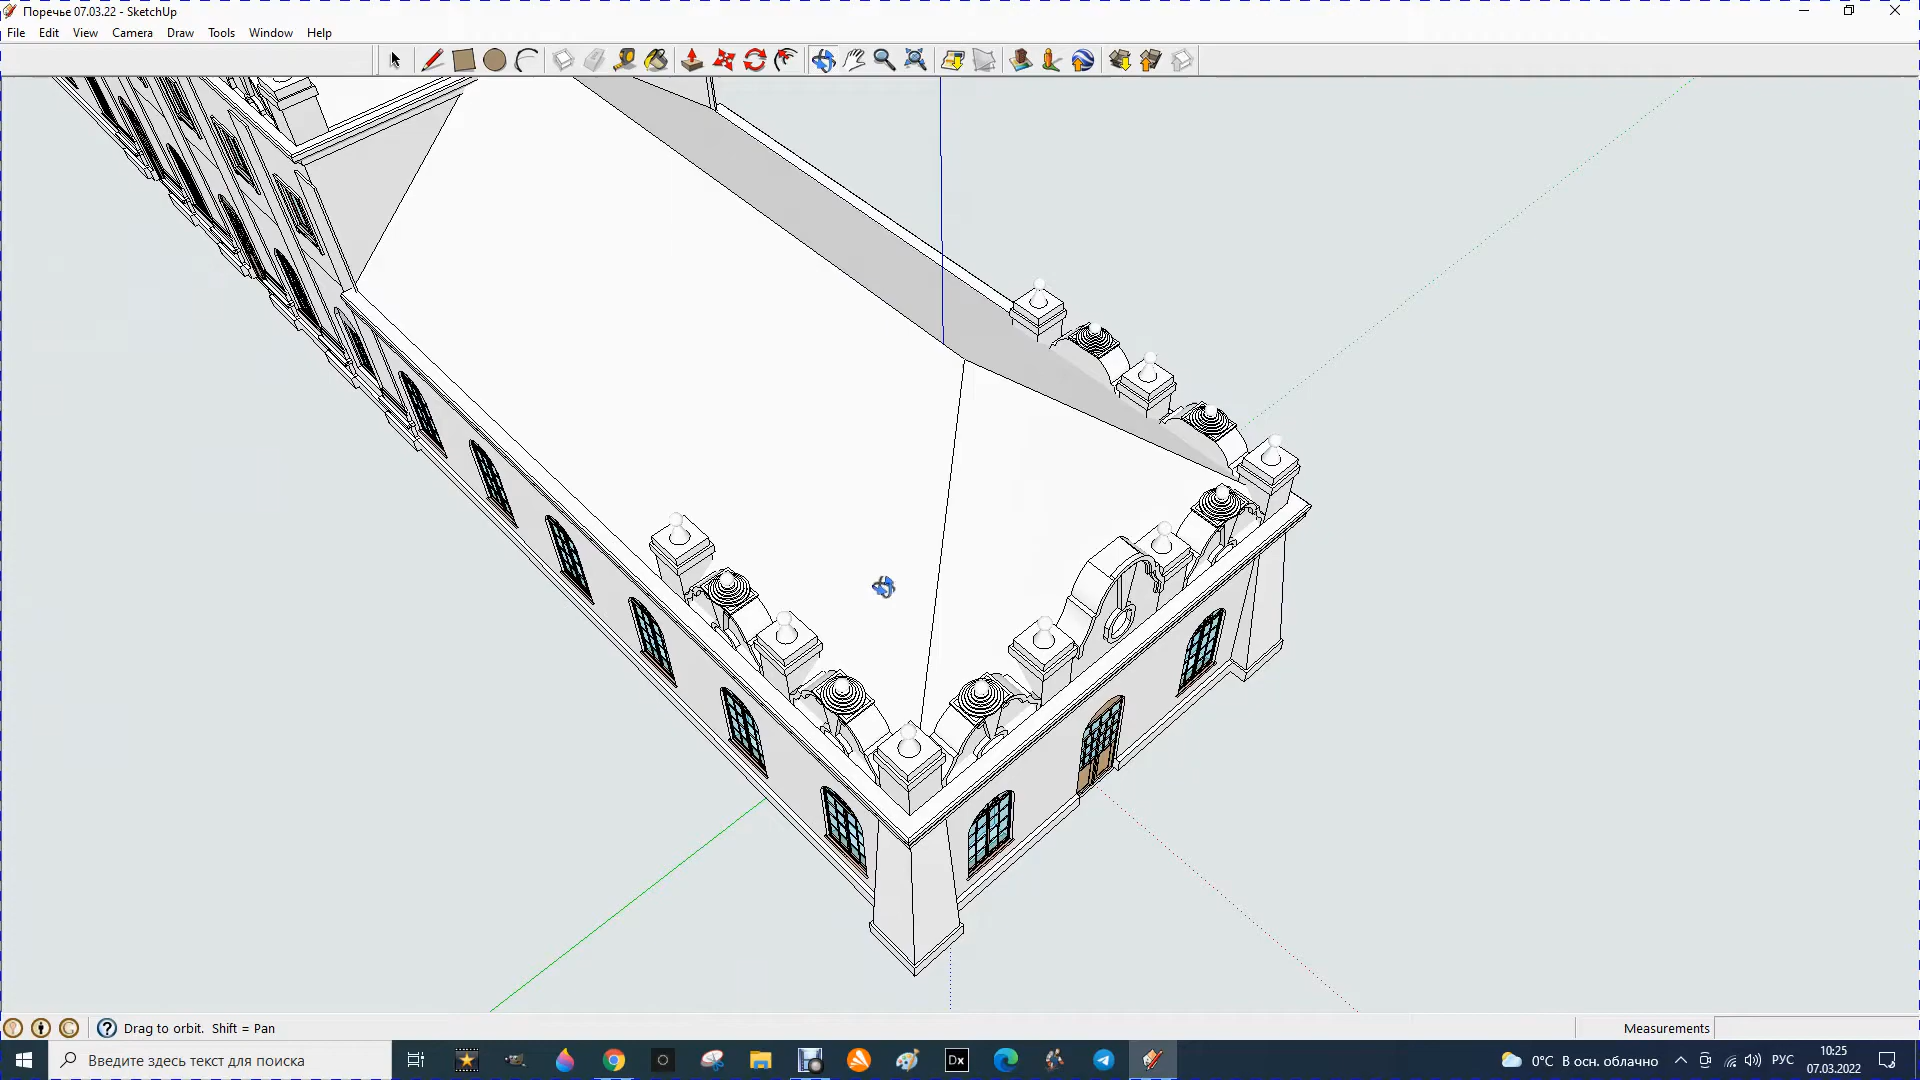 Поречье 07.03.22 - SketchUp
File Edit View Camera Draw Tools Window Help
Drag to orbit. Shift = Pan
Measurements
Введите здесь текст для поиска
Dx
0°C В осн. облачно
РУС
10:25
07.03.2022